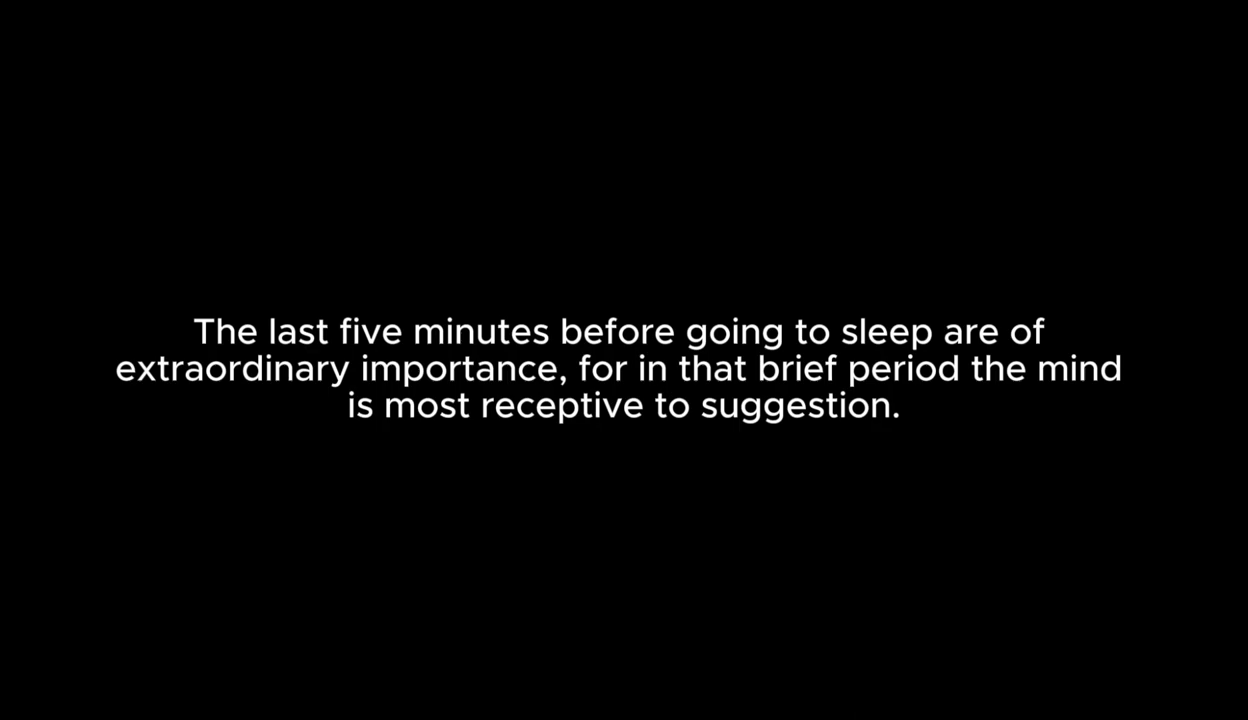 The last five minutes before going to sleep are of
extraordinary importance, for in that brief period the mind
is most receptive to suggestion.